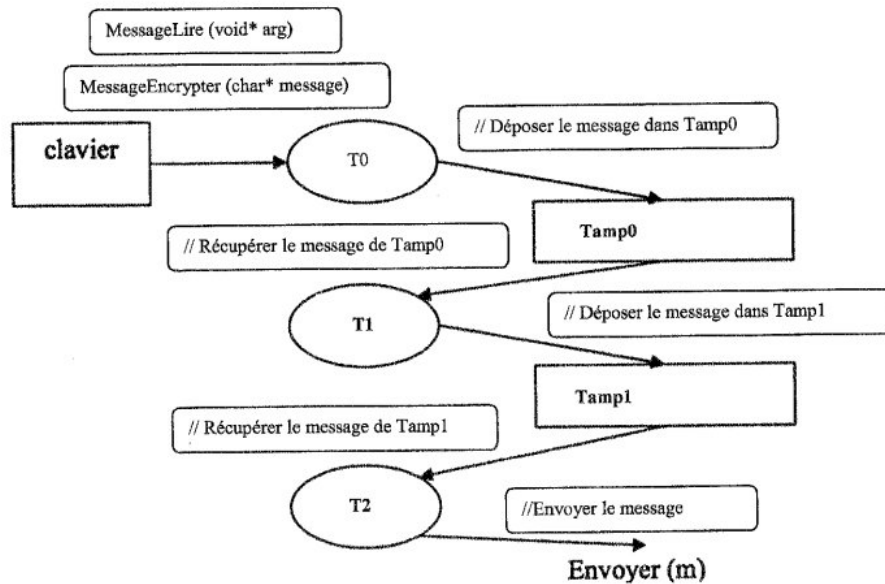 MessageLire (void* arg)
MessageEncrypter (char* message)
clavier
T0
// Déposer le message dans Tamp0
Tamp0
// Récupérer le message de Tamp0
T1
// Déposer le message dans Tamp1
Tamp1
// Récupérer le message de Tamp1
T2
//Envoyer le message
Envoyer (m)